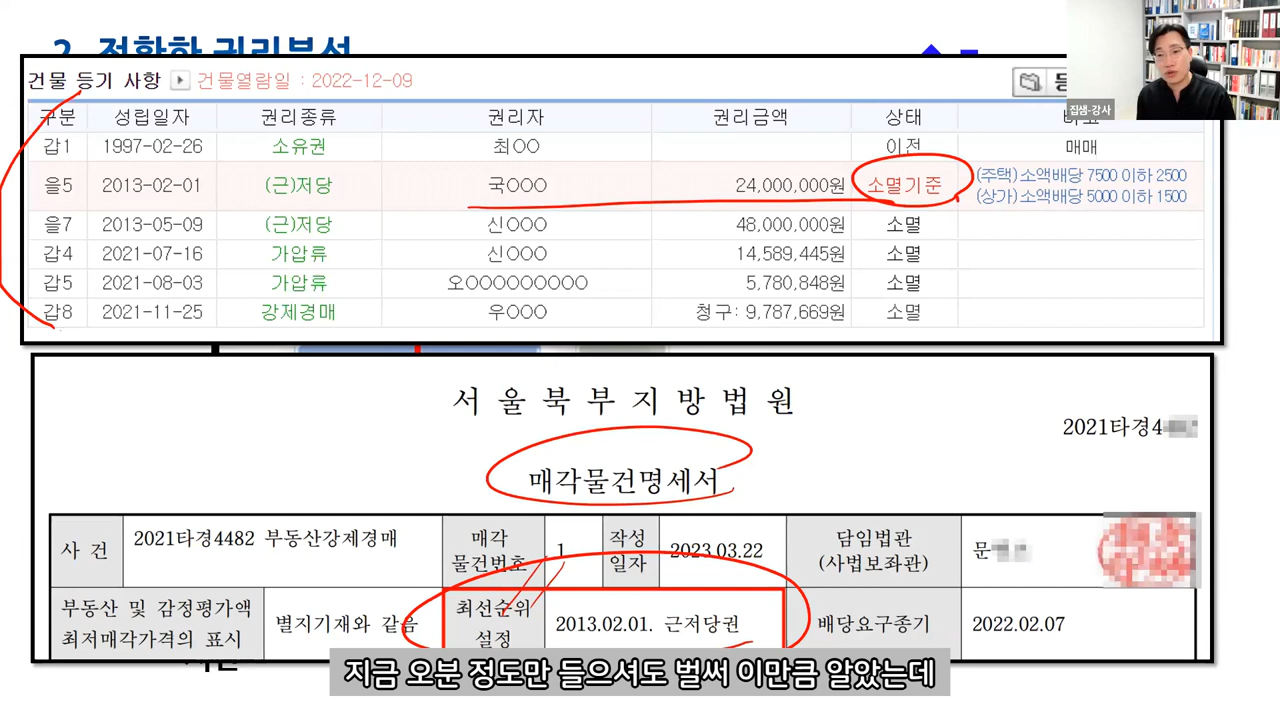 2. 정확한 권리분석
건물 등기 사항 ▶ 건물열람일 : 2022-12-09
집샘-강사
구분 성립일자 권리종류 권리자 권리금액 상태 비고
갑1 1997-02-26 소유권 최OO 이전 매매
을5 2013-02-01 (근)저당 국OOO 24,000,000원 소멸기준 (주택)소액배당 7500 이하 2500
(상가)소액배당 5000 이하 1500
을7 2013-05-09 (근)저당 신OOO 48,000,000원 소멸
갑4 2021-07-16 가압류 신OOO 14,589,445원 소멸
갑5 2021-08-03 가압류 오OOOOOOOOO 5,780,848원 소멸
갑8 2021-11-25 강제경매 우OOO 청구: 9,787,669원 소멸
서울북부지방법원
2021타경4
매각물건명세서
사 건 2021타경4482 부동산강제경매 매각
물건번호 1 작성
일자 2023.03.22 담임법관
(사법보좌관) 문
부동산 및 감정평가액
최저매각가격의 표시 별지기재와 같음 최선순위
설정 2013.02.01. 근저당권 배당요구종기 2022.02.07
지금 오분 정도만 들으셔도 벌써 이만큼 알았는데